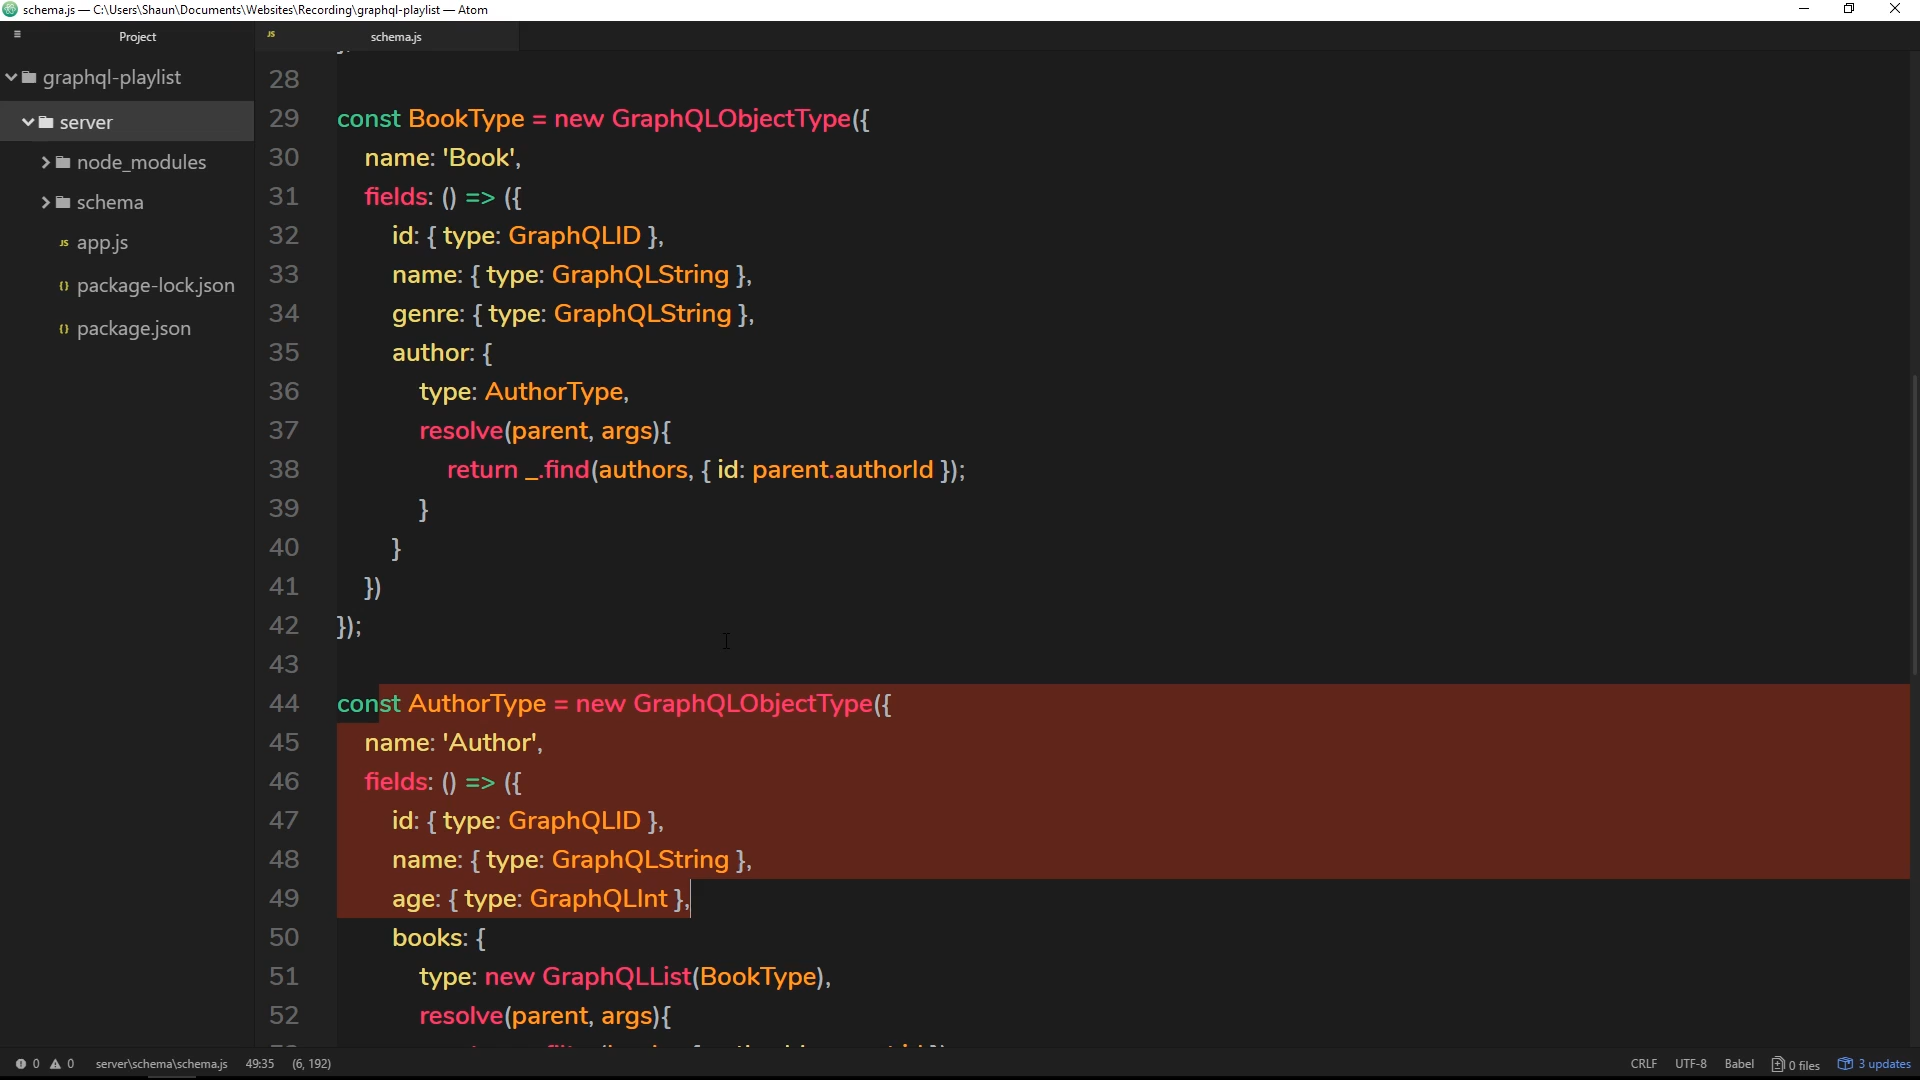 schema.js — C:\Users\Shaun\Documents\Websites\Recording\graphql-playlist — Atom
Project
schema.js
graphql-playlist
server
node_modules
schema
app.js
package-lock.json
package.json
28
29 const BookType = new GraphQLObjectType({
30 name: 'Book',
31 fields: () => ({
32 id: { type: GraphQLID },
33 name: { type: GraphQLString },
34 genre: { type: GraphQLString },
35 author: {
36 type: AuthorType,
37 resolve(parent, args){
38 return _.find(authors, { id: parent.authorId });
39 }
40 }
41 })
42 });
43
44 const AuthorType = new GraphQLObjectType({
45 name: 'Author',
46 fields: () => ({
47 id: { type: GraphQLID },
48 name: { type: GraphQLString },
49 age: { type: GraphQLInt },
50 books: {
51 type: new GraphQLList(BookType),
52 resolve(parent, args){
0 0 server\schema\schema.js 49:35 (6, 192) CRLF UTF-8 Babel 0 files 3 updates